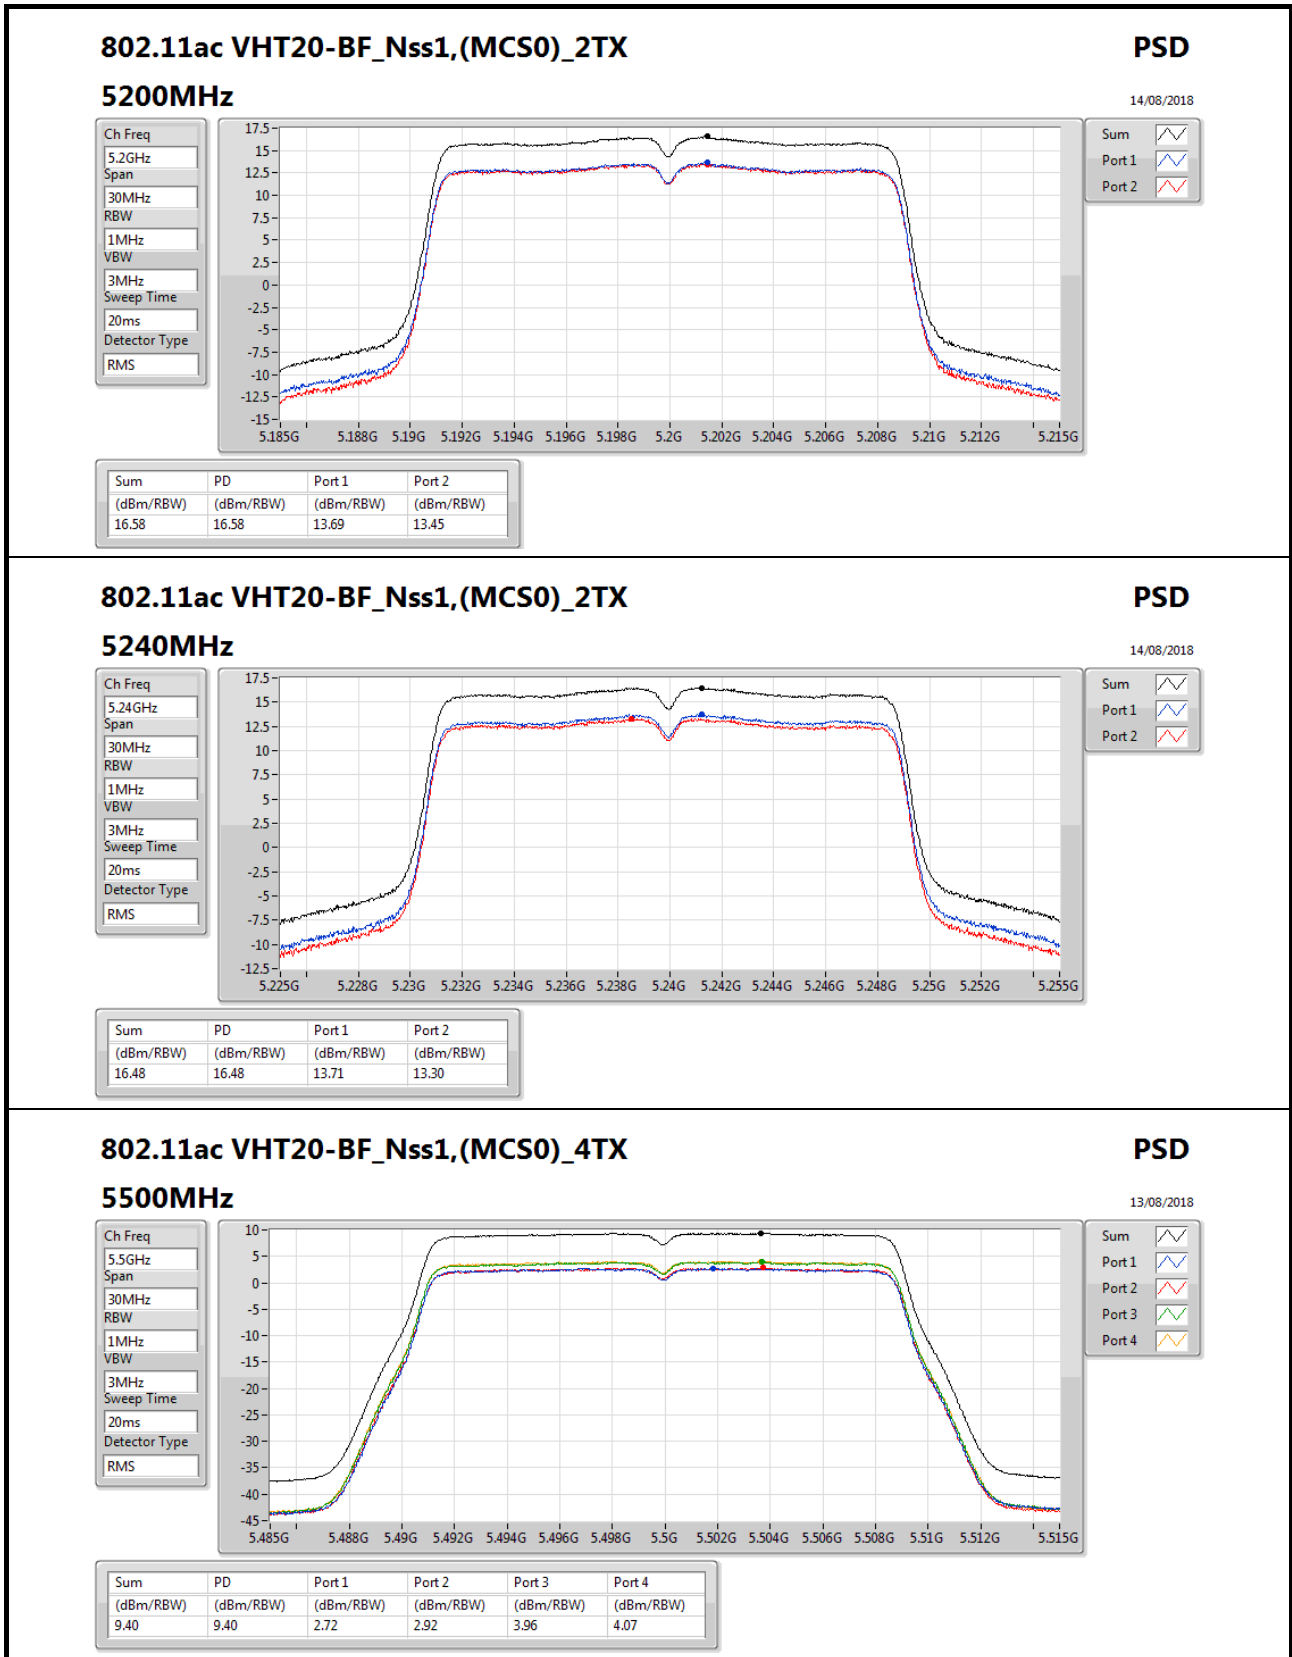 802.11ac VHT20-BF_Nss1,(MCS0)_2TX PSD
5200MHz 14/08/2018
Ch Freq
5.2GHz
Span
30MHz
RBW
1MHz
VBW
3MHz
Sweep Time
20ms
Detector Type
RMS
17.5
15
12.5
10
7.5
5
2.5
0
-2.5
-5
-7.5
-10
-12.5
-15
5.185G 5.188G 5.19G 5.192G 5.194G 5.196G 5.198G 5.2G 5.202G 5.204G 5.206G 5.208G 5.21G 5.212G 5.215G
Sum
Port 1
Port 2
Sum PD Port 1 Port 2
(dBm/RBW) (dBm/RBW) (dBm/RBW) (dBm/RBW)
16.58 16.58 13.69 13.45
802.11ac VHT20-BF_Nss1,(MCS0)_2TX PSD
5240MHz 14/08/2018
Ch Freq
5.24GHz
Span
30MHz
RBW
1MHz
VBW
3MHz
Sweep Time
20ms
Detector Type
RMS
17.5
15
12.5
10
7.5
5
2.5
0
-2.5
-5
-7.5
-10
-12.5
5.225G 5.228G 5.23G 5.232G 5.234G 5.236G 5.238G 5.24G 5.242G 5.244G 5.246G 5.248G 5.25G 5.252G 5.255G
Sum
Port 1
Port 2
Sum PD Port 1 Port 2
(dBm/RBW) (dBm/RBW) (dBm/RBW) (dBm/RBW)
16.48 16.48 13.71 13.30
802.11ac VHT20-BF_Nss1,(MCS0)_4TX PSD
5500MHz 13/08/2018
Ch Freq
5.5GHz
Span
30MHz
RBW
1MHz
VBW
3MHz
Sweep Time
20ms
Detector Type
RMS
10
5
0
-5
-10
-15
-20
-25
-30
-35
-40
-45
5.485G 5.488G 5.49G 5.492G 5.494G 5.496G 5.498G 5.5G 5.502G 5.504G 5.506G 5.508G 5.51G 5.512G 5.515G
Sum
Port 1
Port 2
Port 3
Port 4
Sum PD Port 1 Port 2 Port 3 Port 4
(dBm/RBW) (dBm/RBW) (dBm/RBW) (dBm/RBW) (dBm/RBW) (dBm/RBW)
9.40 9.40 2.72 2.92 3.96 4.07